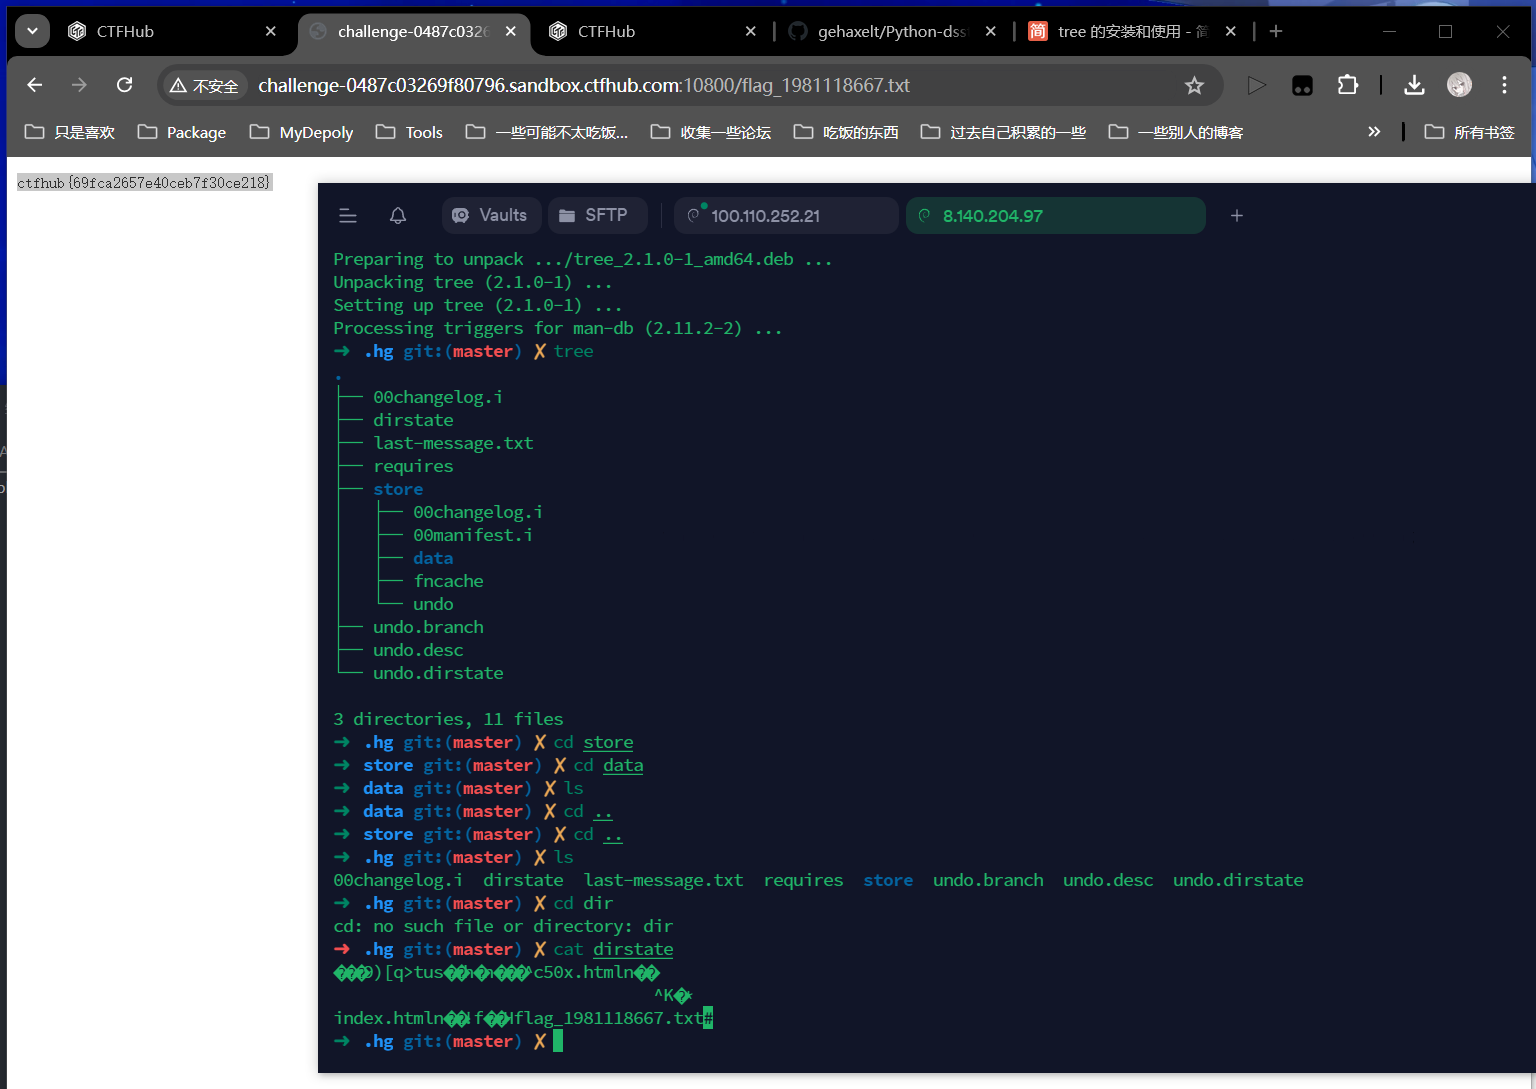 CTFHub
challenge-0487c0326
CTFHub
gehaxelt/Python-dss
tree 的安装和使用 - 简
不安全
challenge-0487c03269f80796.sandbox.ctfhub.com:10800/flag_1981118667.txt
只是喜欢
Package
MyDepoly
Tools
一些可能不太吃饭...
收集一些论坛
吃饭的东西
过去自己积累的一些
一些别人的博客
所有书签
ctfhub{69fca2657e40ceb7f30ce218}
Vaults
SFTP
100.110.252.21
8.140.204.97
Preparing to unpack .../tree_2.1.0-1_amd64.deb ...
Unpacking tree (2.1.0-1) ...
Setting up tree (2.1.0-1) ...
Processing triggers for man-db (2.11.2-2) ...
➜ .hg git:(master) ✗ tree
.
├── 00changelog.i
├── dirstate
├── last-message.txt
├── requires
├── store
│   ├── 00changelog.i
│   ├── 00manifest.i
│   ├── data
│   ├── fncache
│   └── undo
├── undo.branch
├── undo.desc
└── undo.dirstate
3 directories, 11 files
➜ .hg git:(master) ✗ cd store
➜ store git:(master) ✗ cd data
➜ data git:(master) ✗ ls
➜ data git:(master) ✗ cd ..
➜ store git:(master) ✗ cd ..
➜ .hg git:(master) ✗ ls
00changelog.i dirstate last-message.txt requires store undo.branch undo.desc undo.dirstate
➜ .hg git:(master) ✗ cd dir
cd: no such file or directory: dir
➜ .hg git:(master) ✗ cat dirstate
)[q>tus c50x.htmln
^K
index.htmln flag_1981118667.txt#
➜ .hg git:(master) ✗